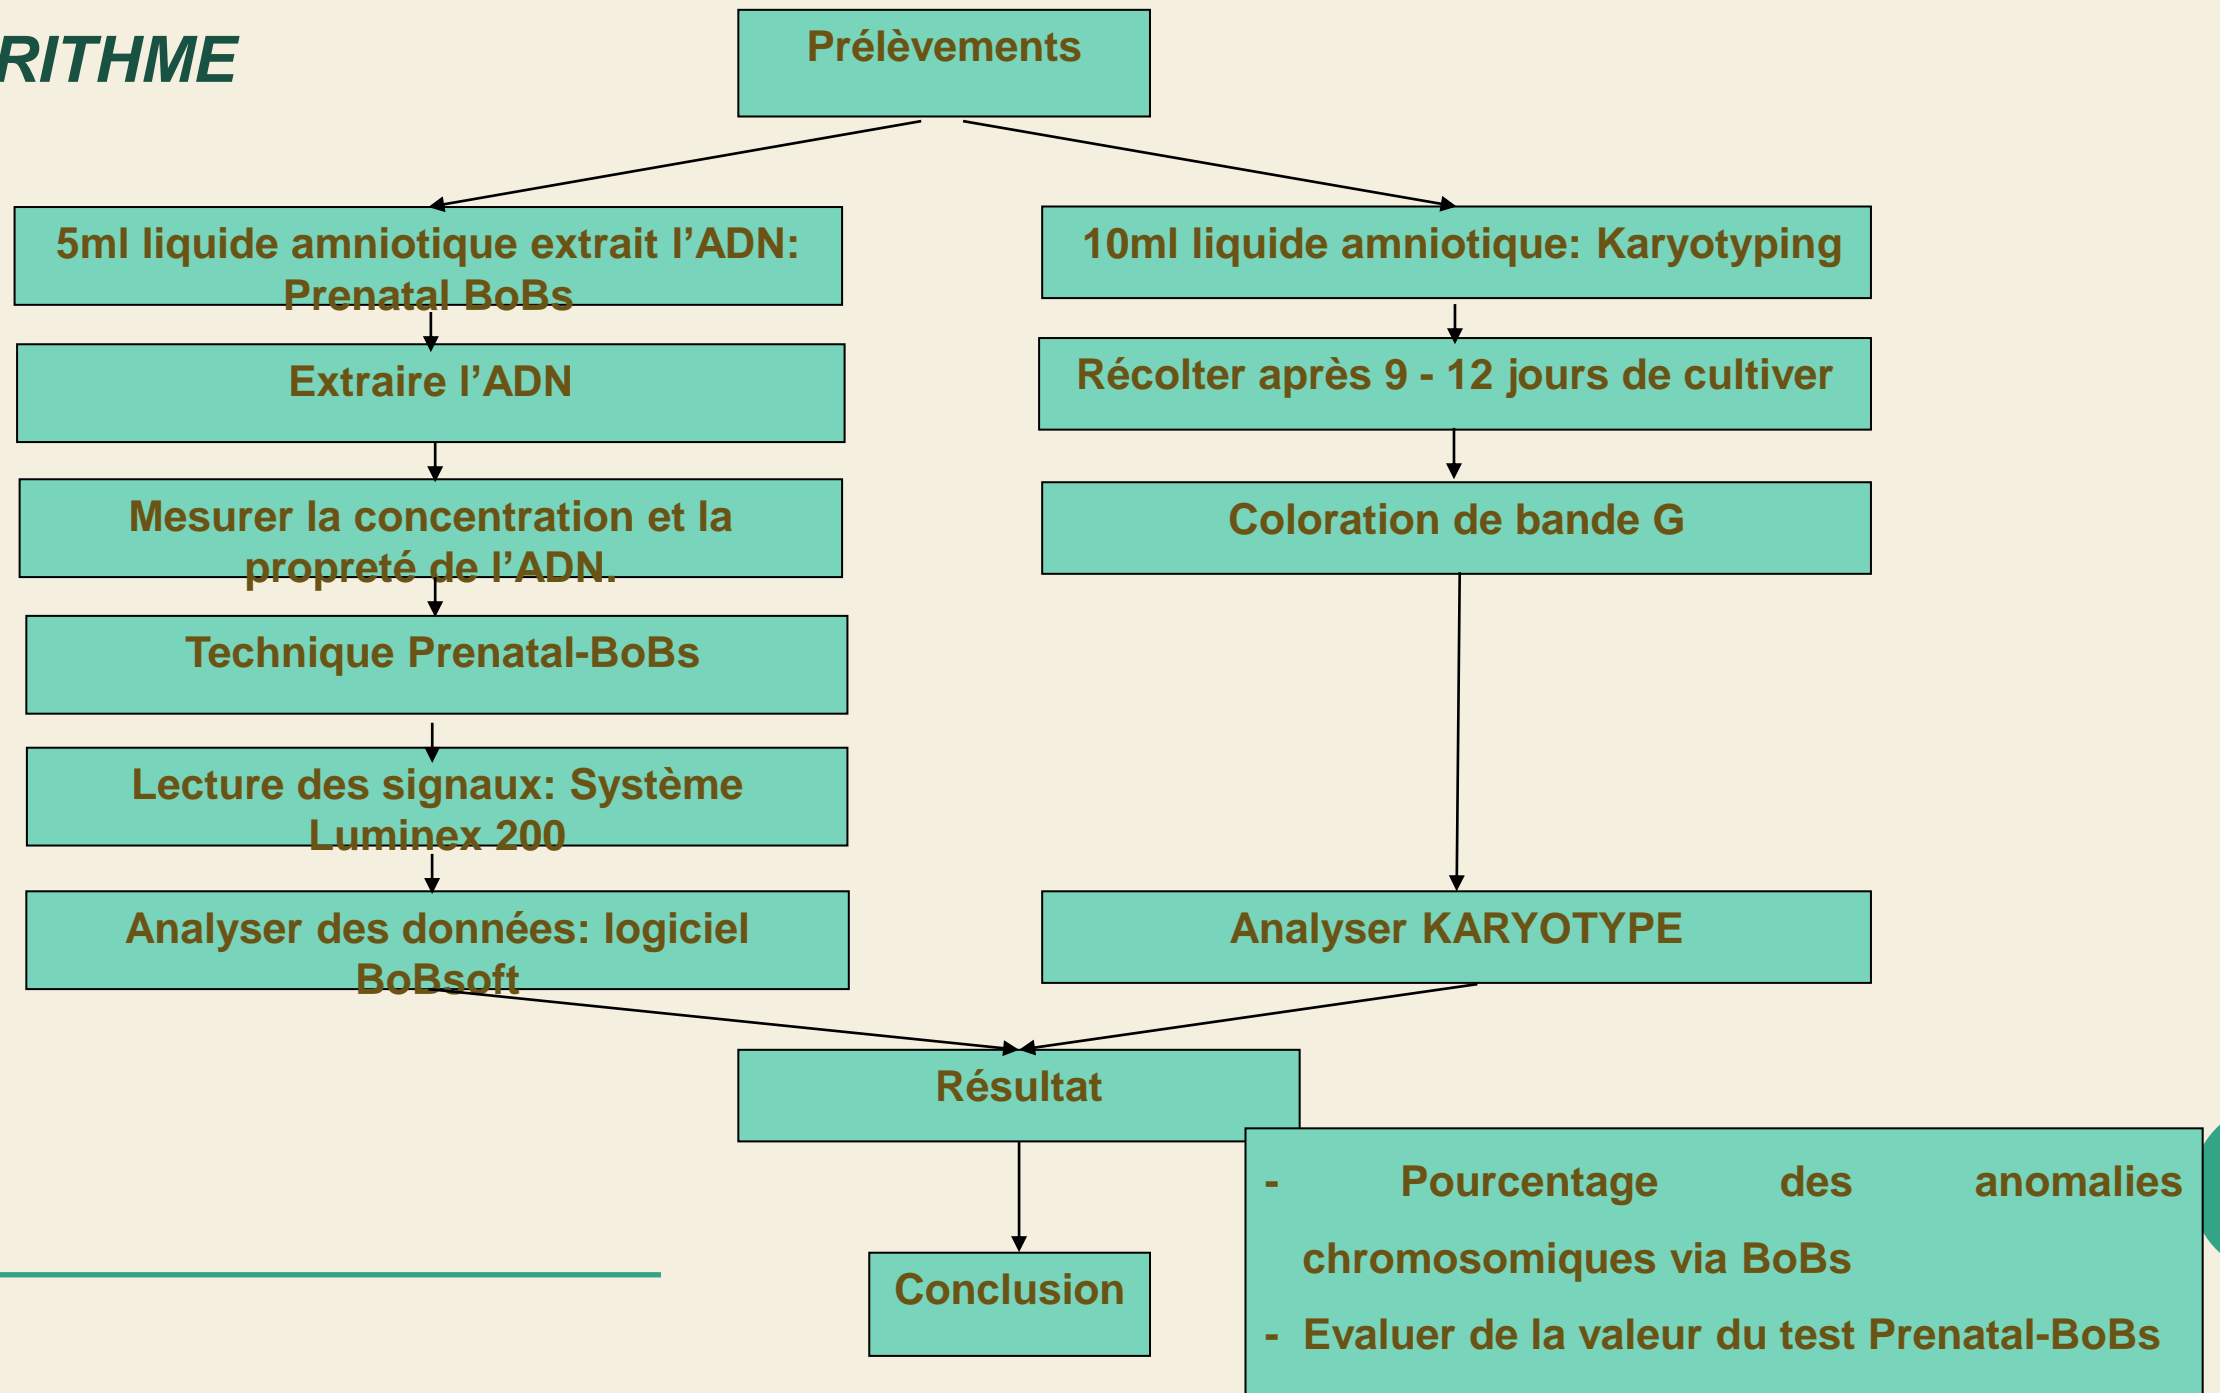 RITHME
Prélèvements
5ml liquide amniotique extrait l’ADN:
Prenatal BoBs
Extraire l’ADN
Mesurer la concentration et la
propreté de l’ADN.
Technique Prenatal-BoBs
Lecture des signaux: Système
Luminex 200
Analyser des données: logiciel
BoBsoft
10ml liquide amniotique: Karyotyping
Récolter après 9 - 12 jours de cultiver
Coloration de bande G
Analyser KARYOTYPE
Résultat
Conclusion
- Pourcentage des anomalies
chromosomiques via BoBs
- Evaluer de la valeur du test Prenatal-BoBs